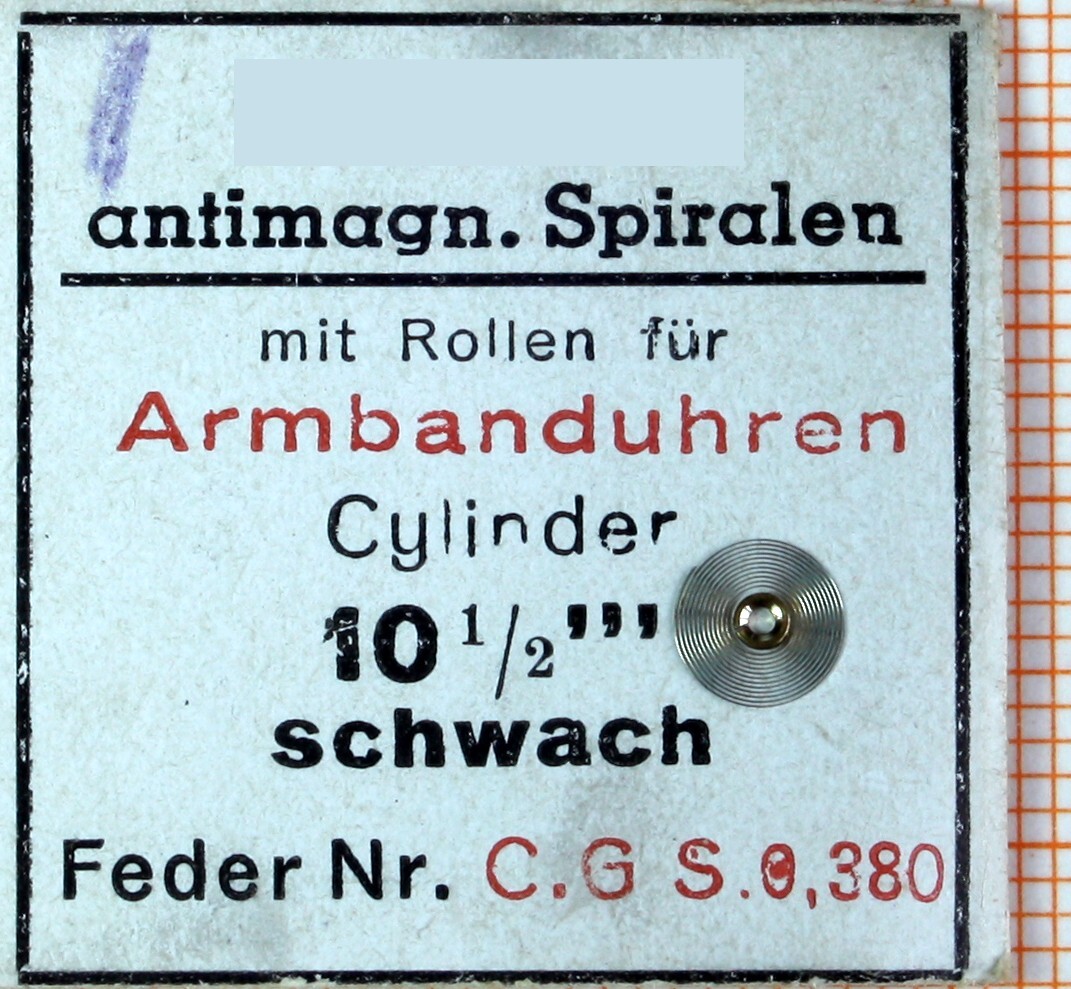 antimagn. Spiralen
mit Rollen für
Armbanduhren
Cylinder
10 1/2 '''
schwach
Feder Nr. C.G S.0,380